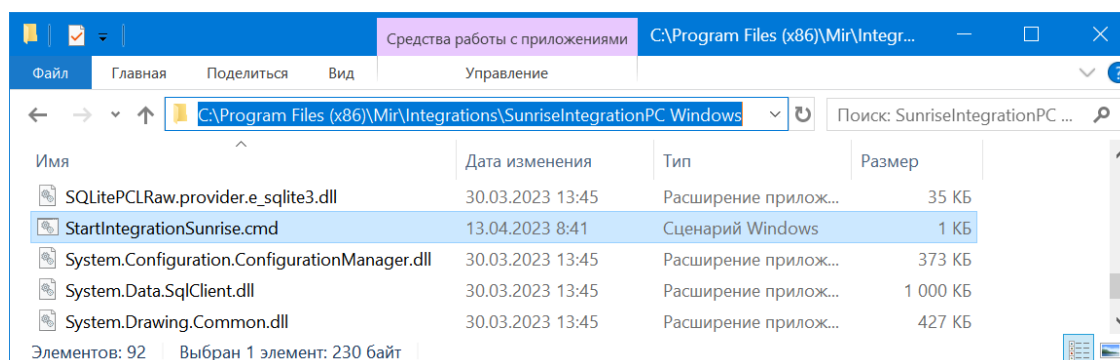 Средства работы с приложениями
C:\Program Files (x86)\Mir\Integr...
Файл Главная Поделиться Вид Управление
C:\Program Files (x86)\Mir\Integrations\SunriseIntegrationPC Windows Поиск: SunriseIntegrationPC ...
Имя Дата изменения Тип Размер
SQLitePCLRaw.provider.e_sqlite3.dll 30.03.2023 13:45 Расширение прилож... 35 КБ
StartIntegrationSunrise.cmd 13.04.2023 8:41 Сценарий Windows 1 КБ
System.Configuration.ConfigurationManager.dll 30.03.2023 13:45 Расширение прилож... 373 КБ
System.Data.SqlClient.dll 30.03.2023 13:45 Расширение прилож... 1 000 КБ
System.Drawing.Common.dll 30.03.2023 13:45 Расширение прилож... 427 КБ
Элементов: 92 Выбран 1 элемент: 230 байт